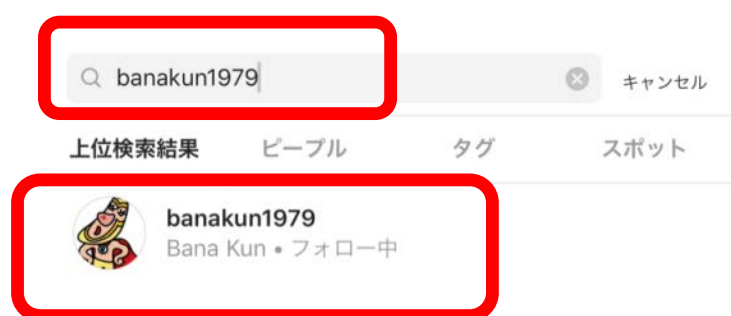 banakun1979
キャンセル
上位検索結果 ピープル タグ スポット
banakun1979
Bana Kun • フォロー中